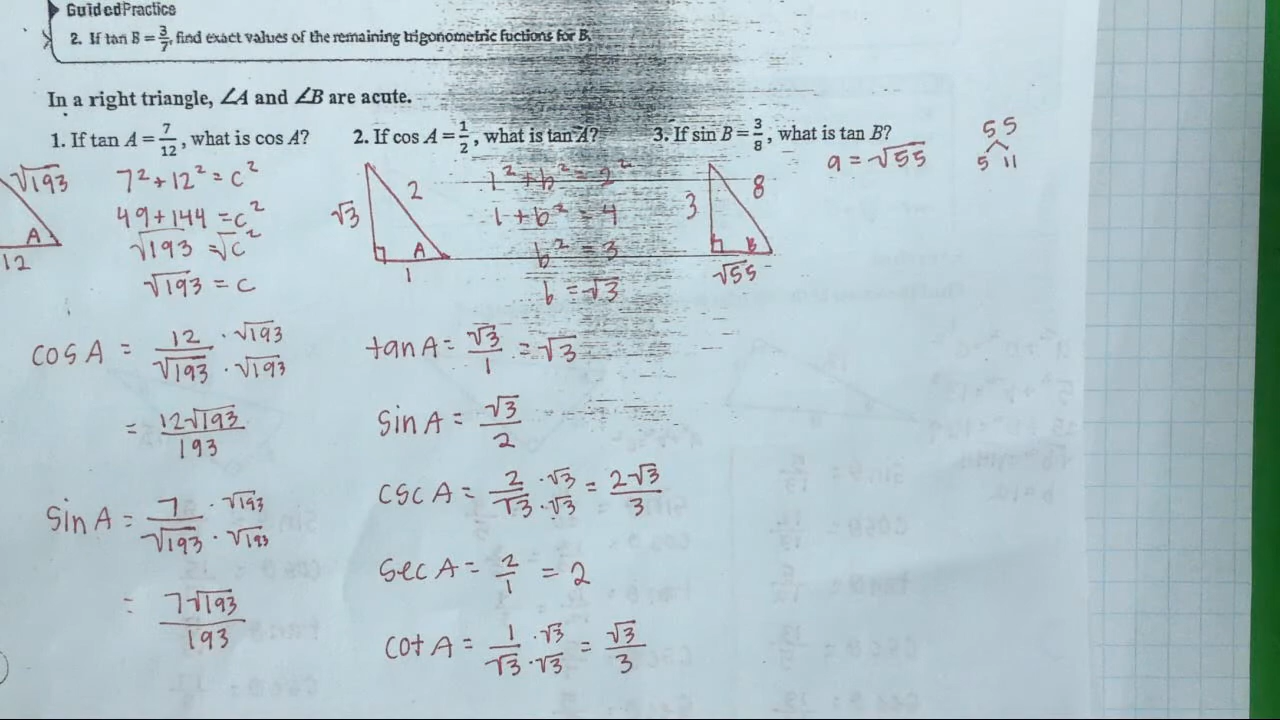 GuidedPractice
2. If tan B = 3/7, find exact values of the remaining trigonometric fuctions for B.
In a right triangle, ∠A and ∠B are acute.
1. If tan A = 7/12, what is cos A?
√193
A
12
7² + 12² = c²
49 + 144 = c²
√193 = √c²
√193 = c
cos A = 12/√193 · √193/√193
= 12√193/193
sin A = 7/√193 · √193/√193
= 7√193/193
2. If cos A = 1/2, what is tan A?
√3
2
A
1
1² + b² = 2²
1 + b² = 4
b² = 3
b = √3
tan A = √3/1 = √3
sin A = √3/2
csc A = 2/√3 · √3/√3 = 2√3/3
sec A = 2/1 = 2
cot A = 1/√3 · √3/√3 = √3/3
3. If sin B = 3/8, what is tan B?
3
8
B
√55
a = √55
55
5 11